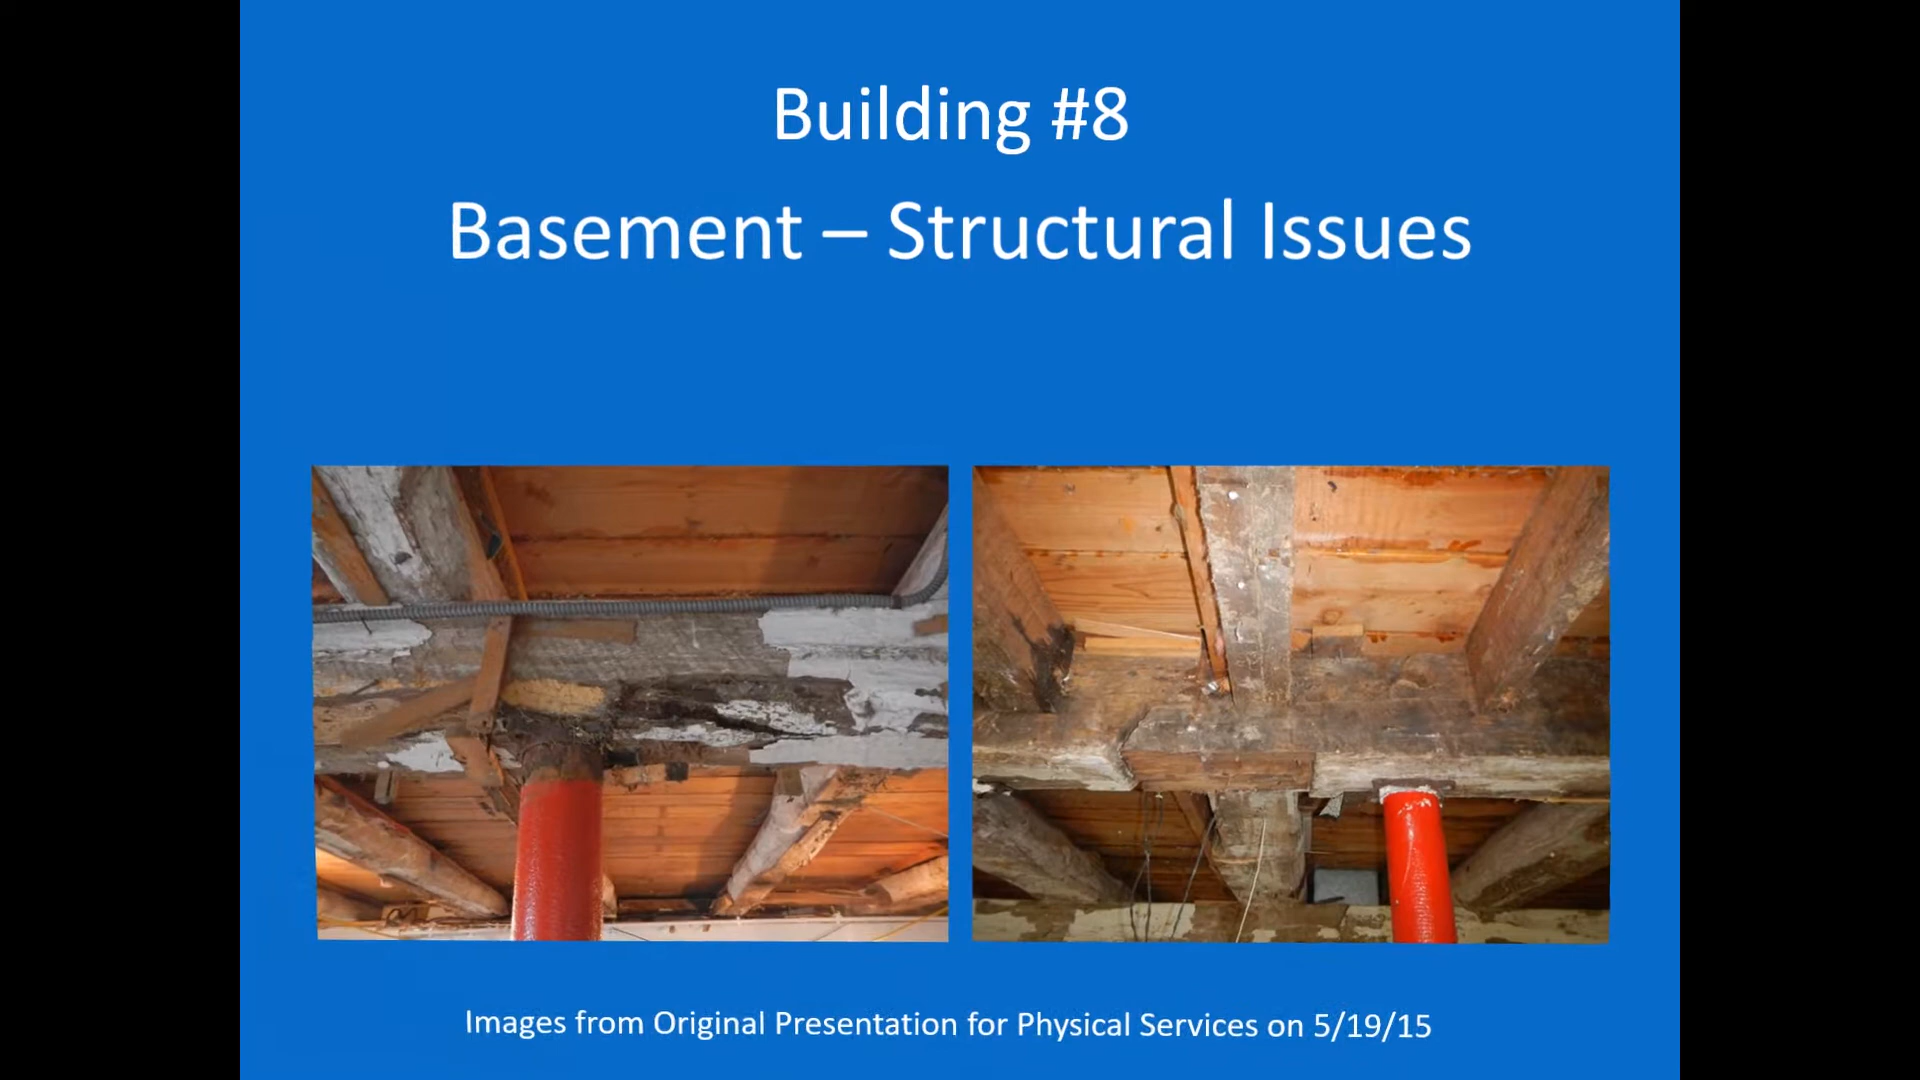 Building #8
Basement – Structural Issues
Images from Original Presentation for Physical Services on 5/19/15